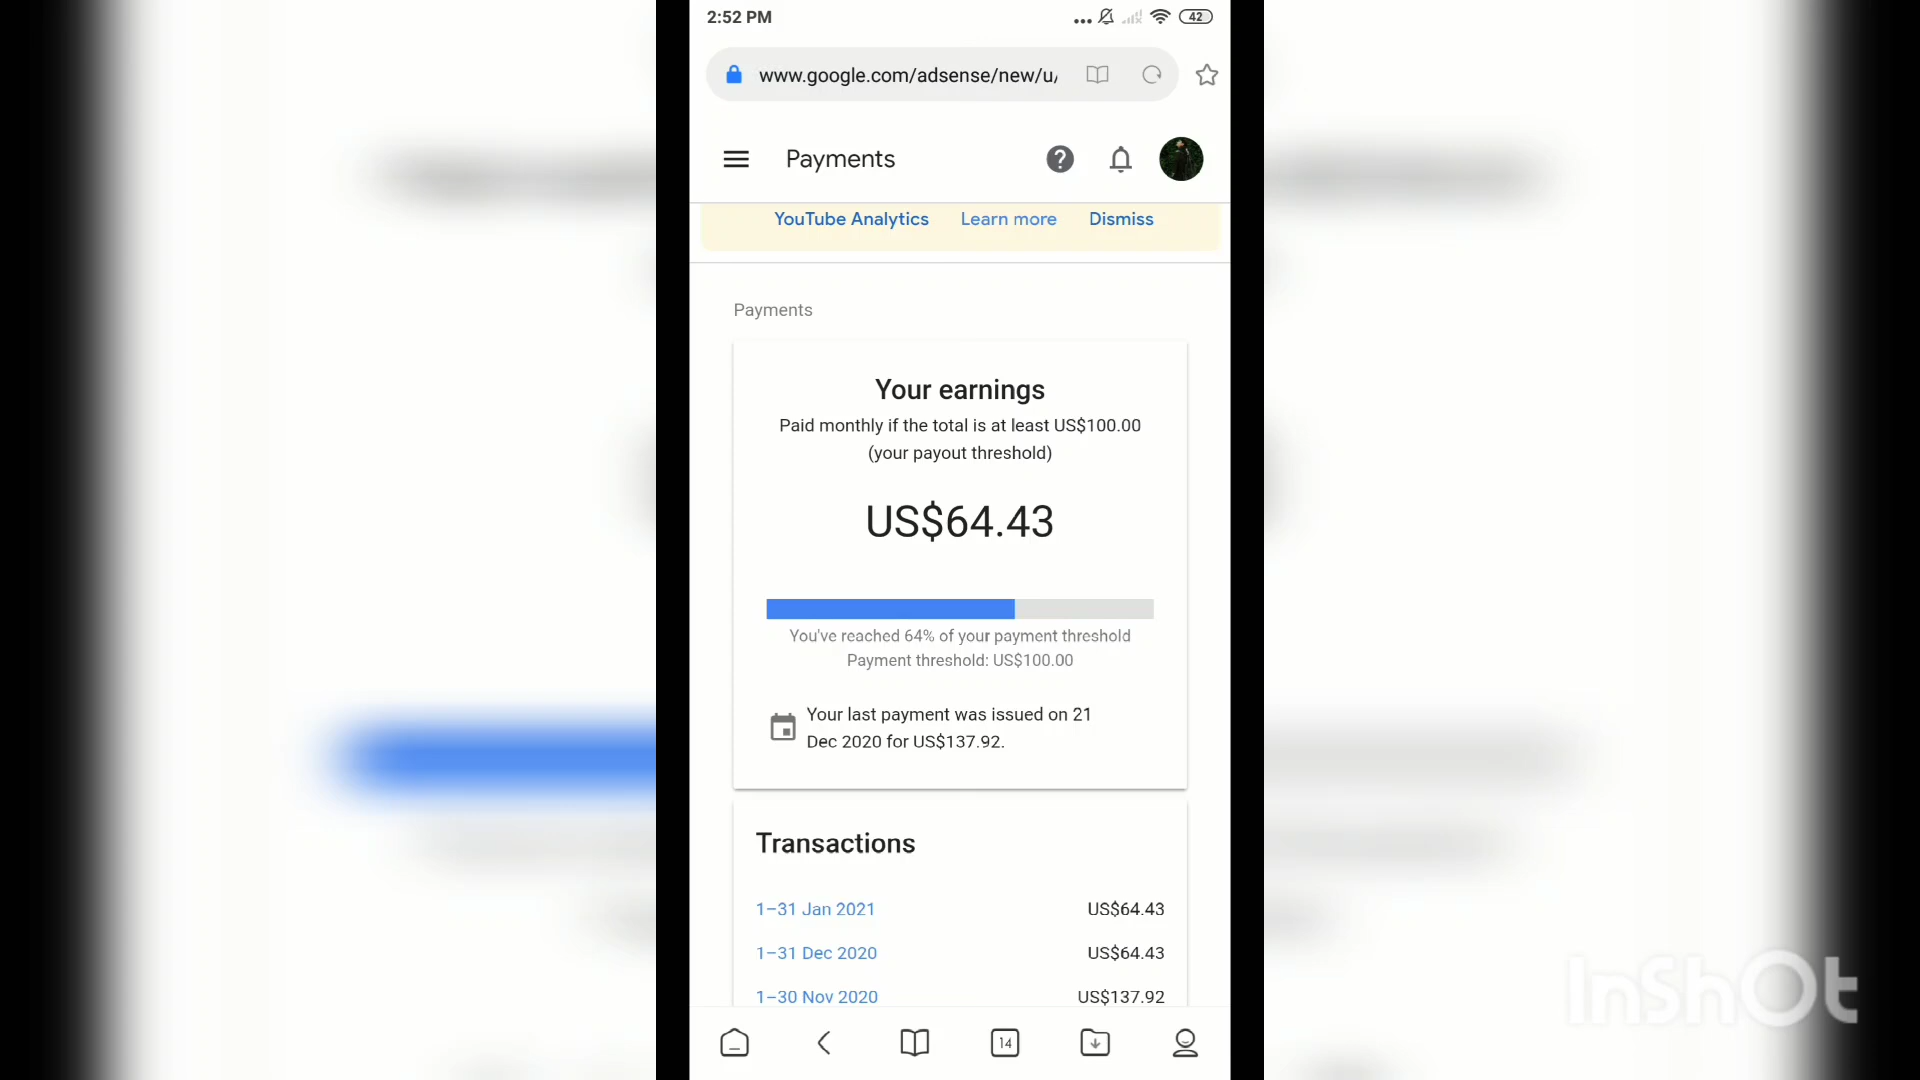 2:52 PM
42
www.google.com/adsense/new/u/
Payments
YouTube Analytics Learn more Dismiss
Payments
Your earnings
Paid monthly if the total is at least US$100.00
(your payout threshold)
US$64.43
You've reached 64% of your payment threshold
Payment threshold: US$100.00
Your last payment was issued on 21
Dec 2020 for US$137.92.
Transactions
1–31 Jan 2021 US$64.43
1–31 Dec 2020 US$64.43
1–30 Nov 2020 US$137.92
14
InShOt